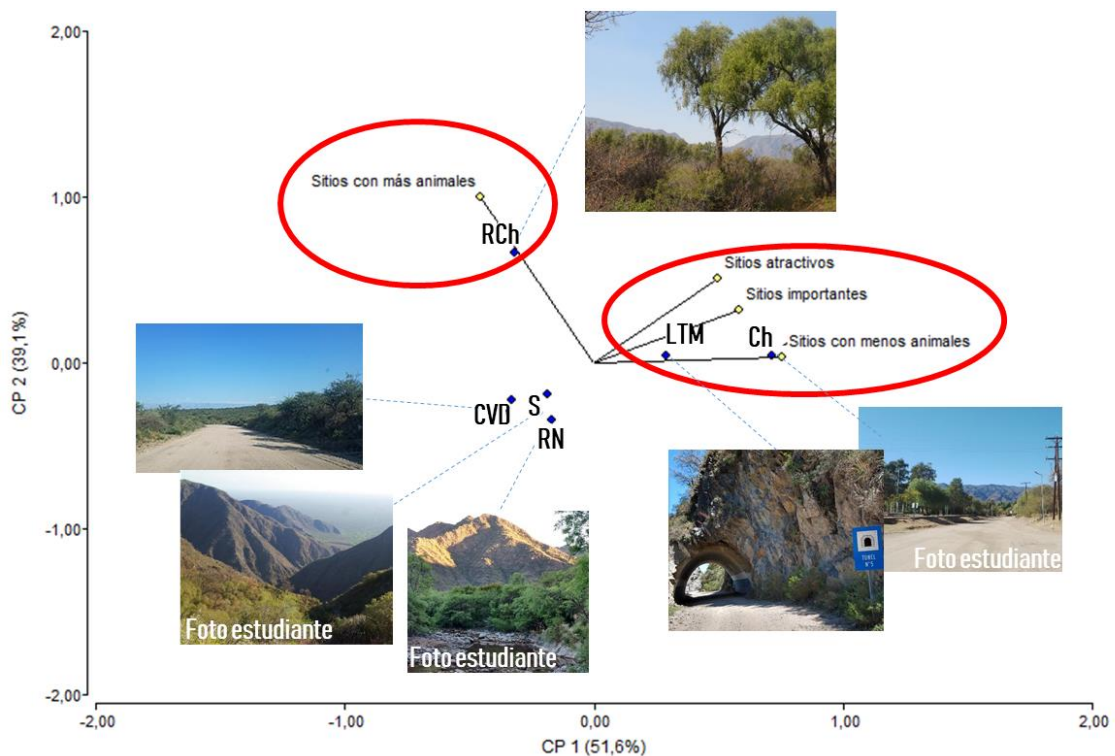 2,00
1,00
0,00
-1,00
-2,00
CP 2 (39,1%)
Sitios con más animales
RCh
Sitios atractivos
Sitios importantes
LTM
Ch
Sitios con menos animales
CVD
S
RN
Foto estudiante
Foto estudiante
TUNEL
N°5
Foto estudiante
-2,00
-1,00
0,00
1,00
2,00
CP 1 (51,6%)